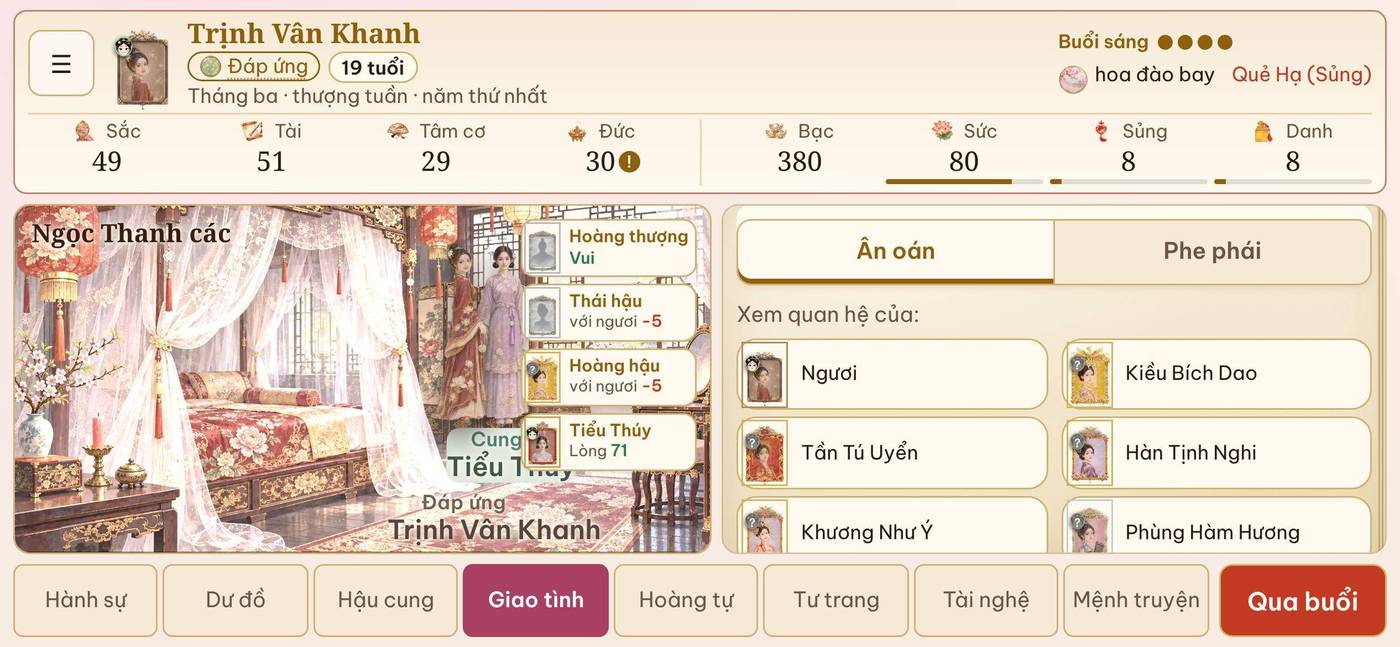 ☰
Trịnh Vân Khanh
Đáp ứng
19 tuổi
Tháng ba · thượng tuần · năm thứ nhất
Buổi sáng
hoa đào bay
Quẻ Hạ (Sủng)
Sắc
49
Tài
51
Tâm cơ
29
Đức
30 !
Bạc
380
Sức
80
Sủng
8
Danh
8
Ngọc Thanh các
Hoàng thượng
Vui
Thái hậu
với ngươi -5
Hoàng hậu
với ngươi -5
Tiểu Thúy
Lòng 71
Cung
Tiểu Thúy
Đáp ứng
Trịnh Vân Khanh
Ân oán
Phe phái
Xem quan hệ của:
Ngươi
? Kiều Bích Dao
? Tần Tú Uyển
? Hàn Tịnh Nghi
? Khương Như Ý
? Phùng Hàm Hương
Hành sự
Dư đồ
Hậu cung
Giao tình
Hoàng tự
Tư trang
Tài nghệ
Mệnh truyện
Qua buổi